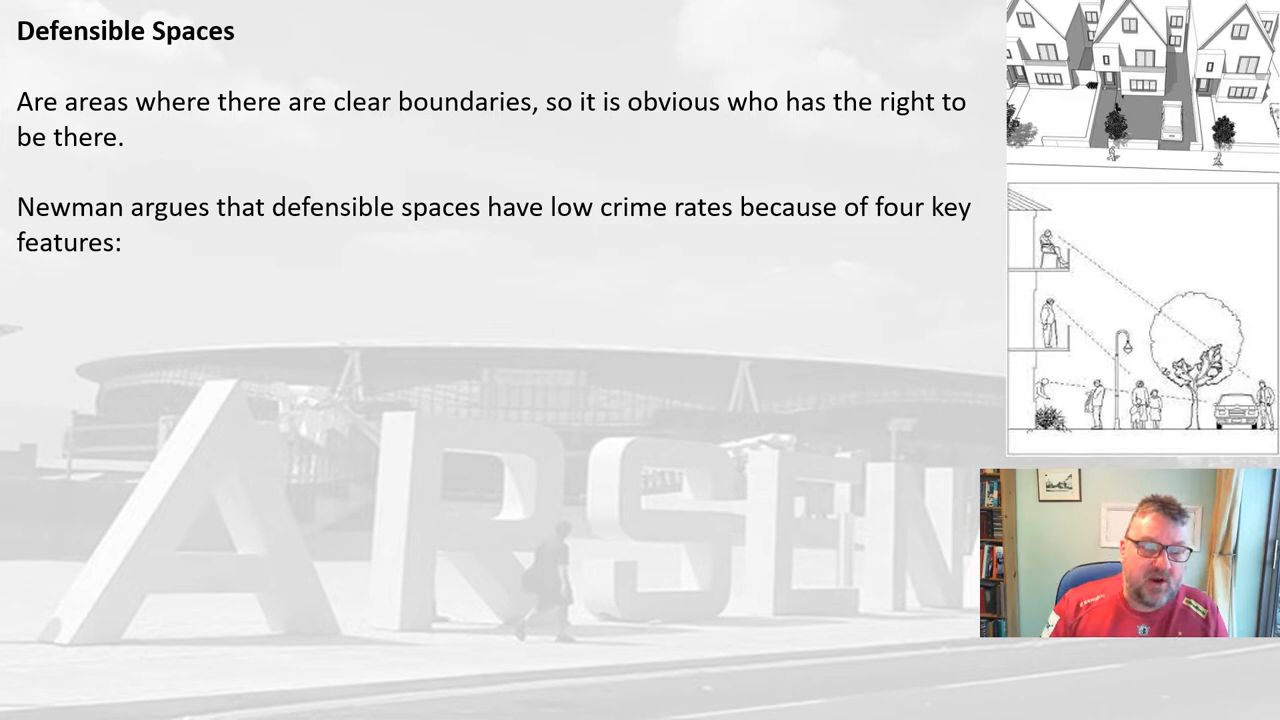 Defensible Spaces
Are areas where there are clear boundaries, so it is obvious who has the right to
be there.
Newman argues that defensible spaces have low crime rates because of four key
features:
ARSEN